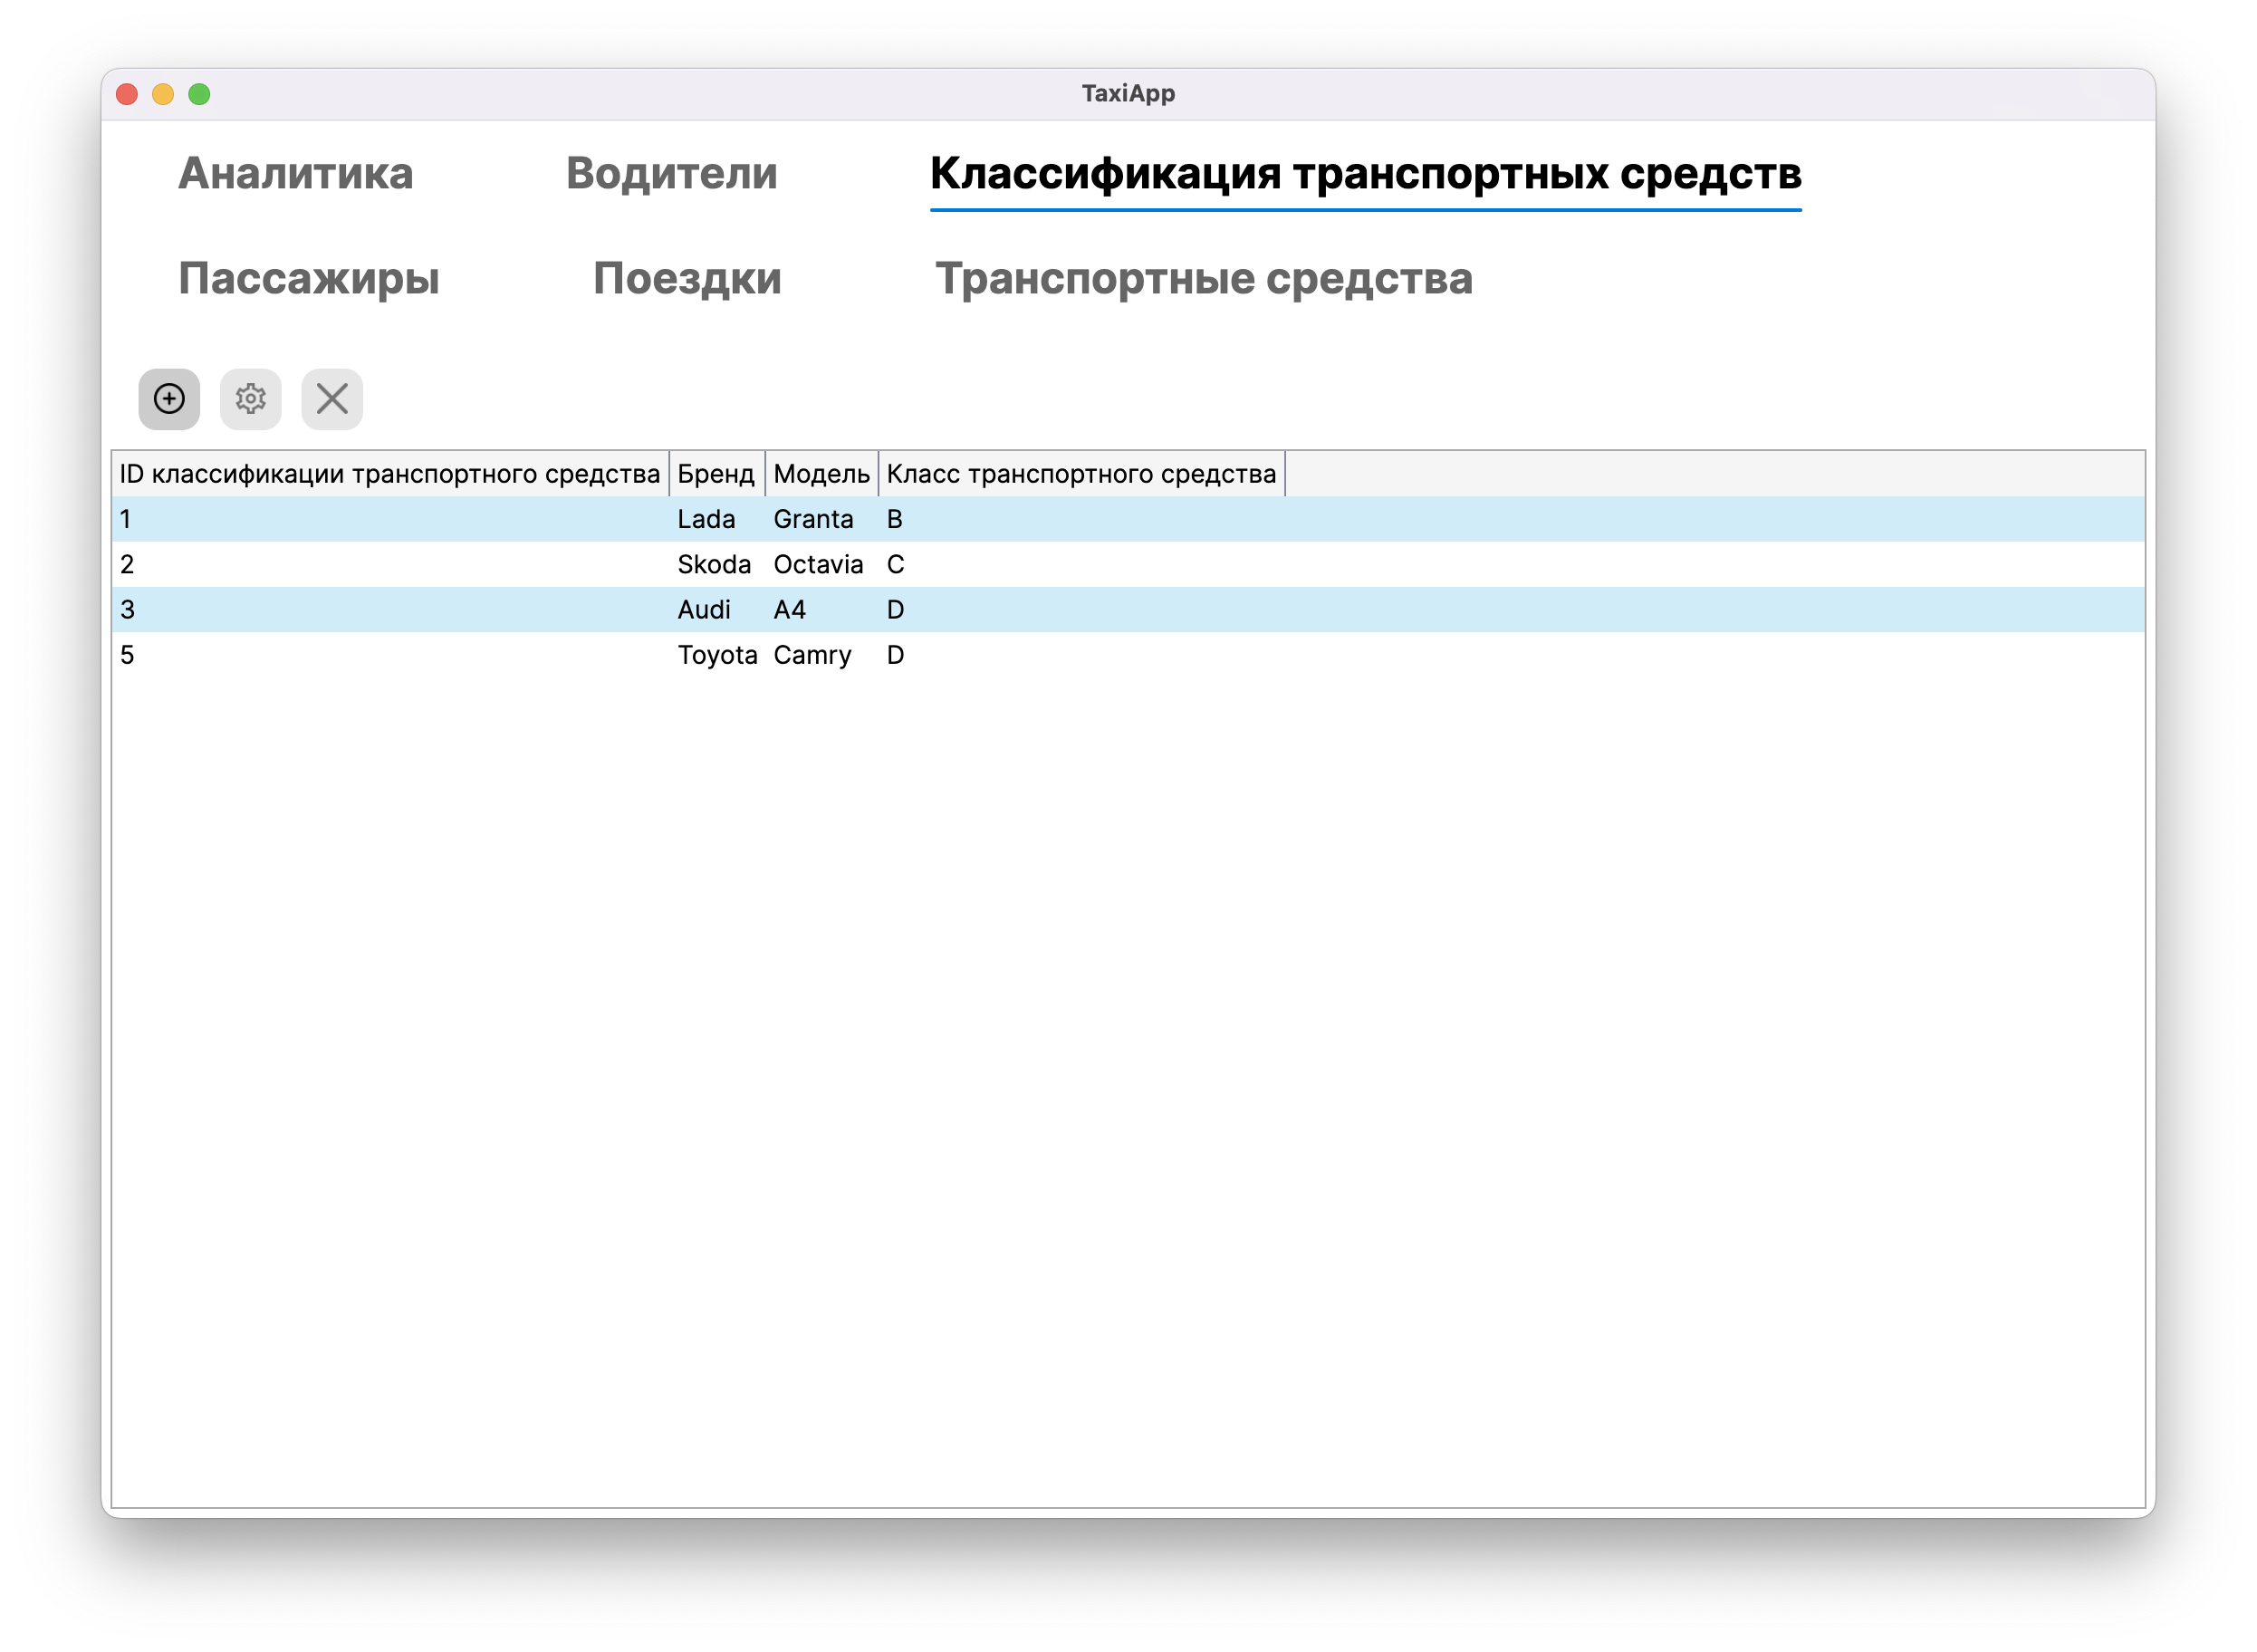 TaxiApp
Аналитика Водители Классификация транспортных средств
Пассажиры Поездки Транспортные средства
ID классификации транспортного средства Бренд Модель Класс транспортного средства
1 Lada Granta B
2 Skoda Octavia C
3 Audi A4 D
5 Toyota Camry D